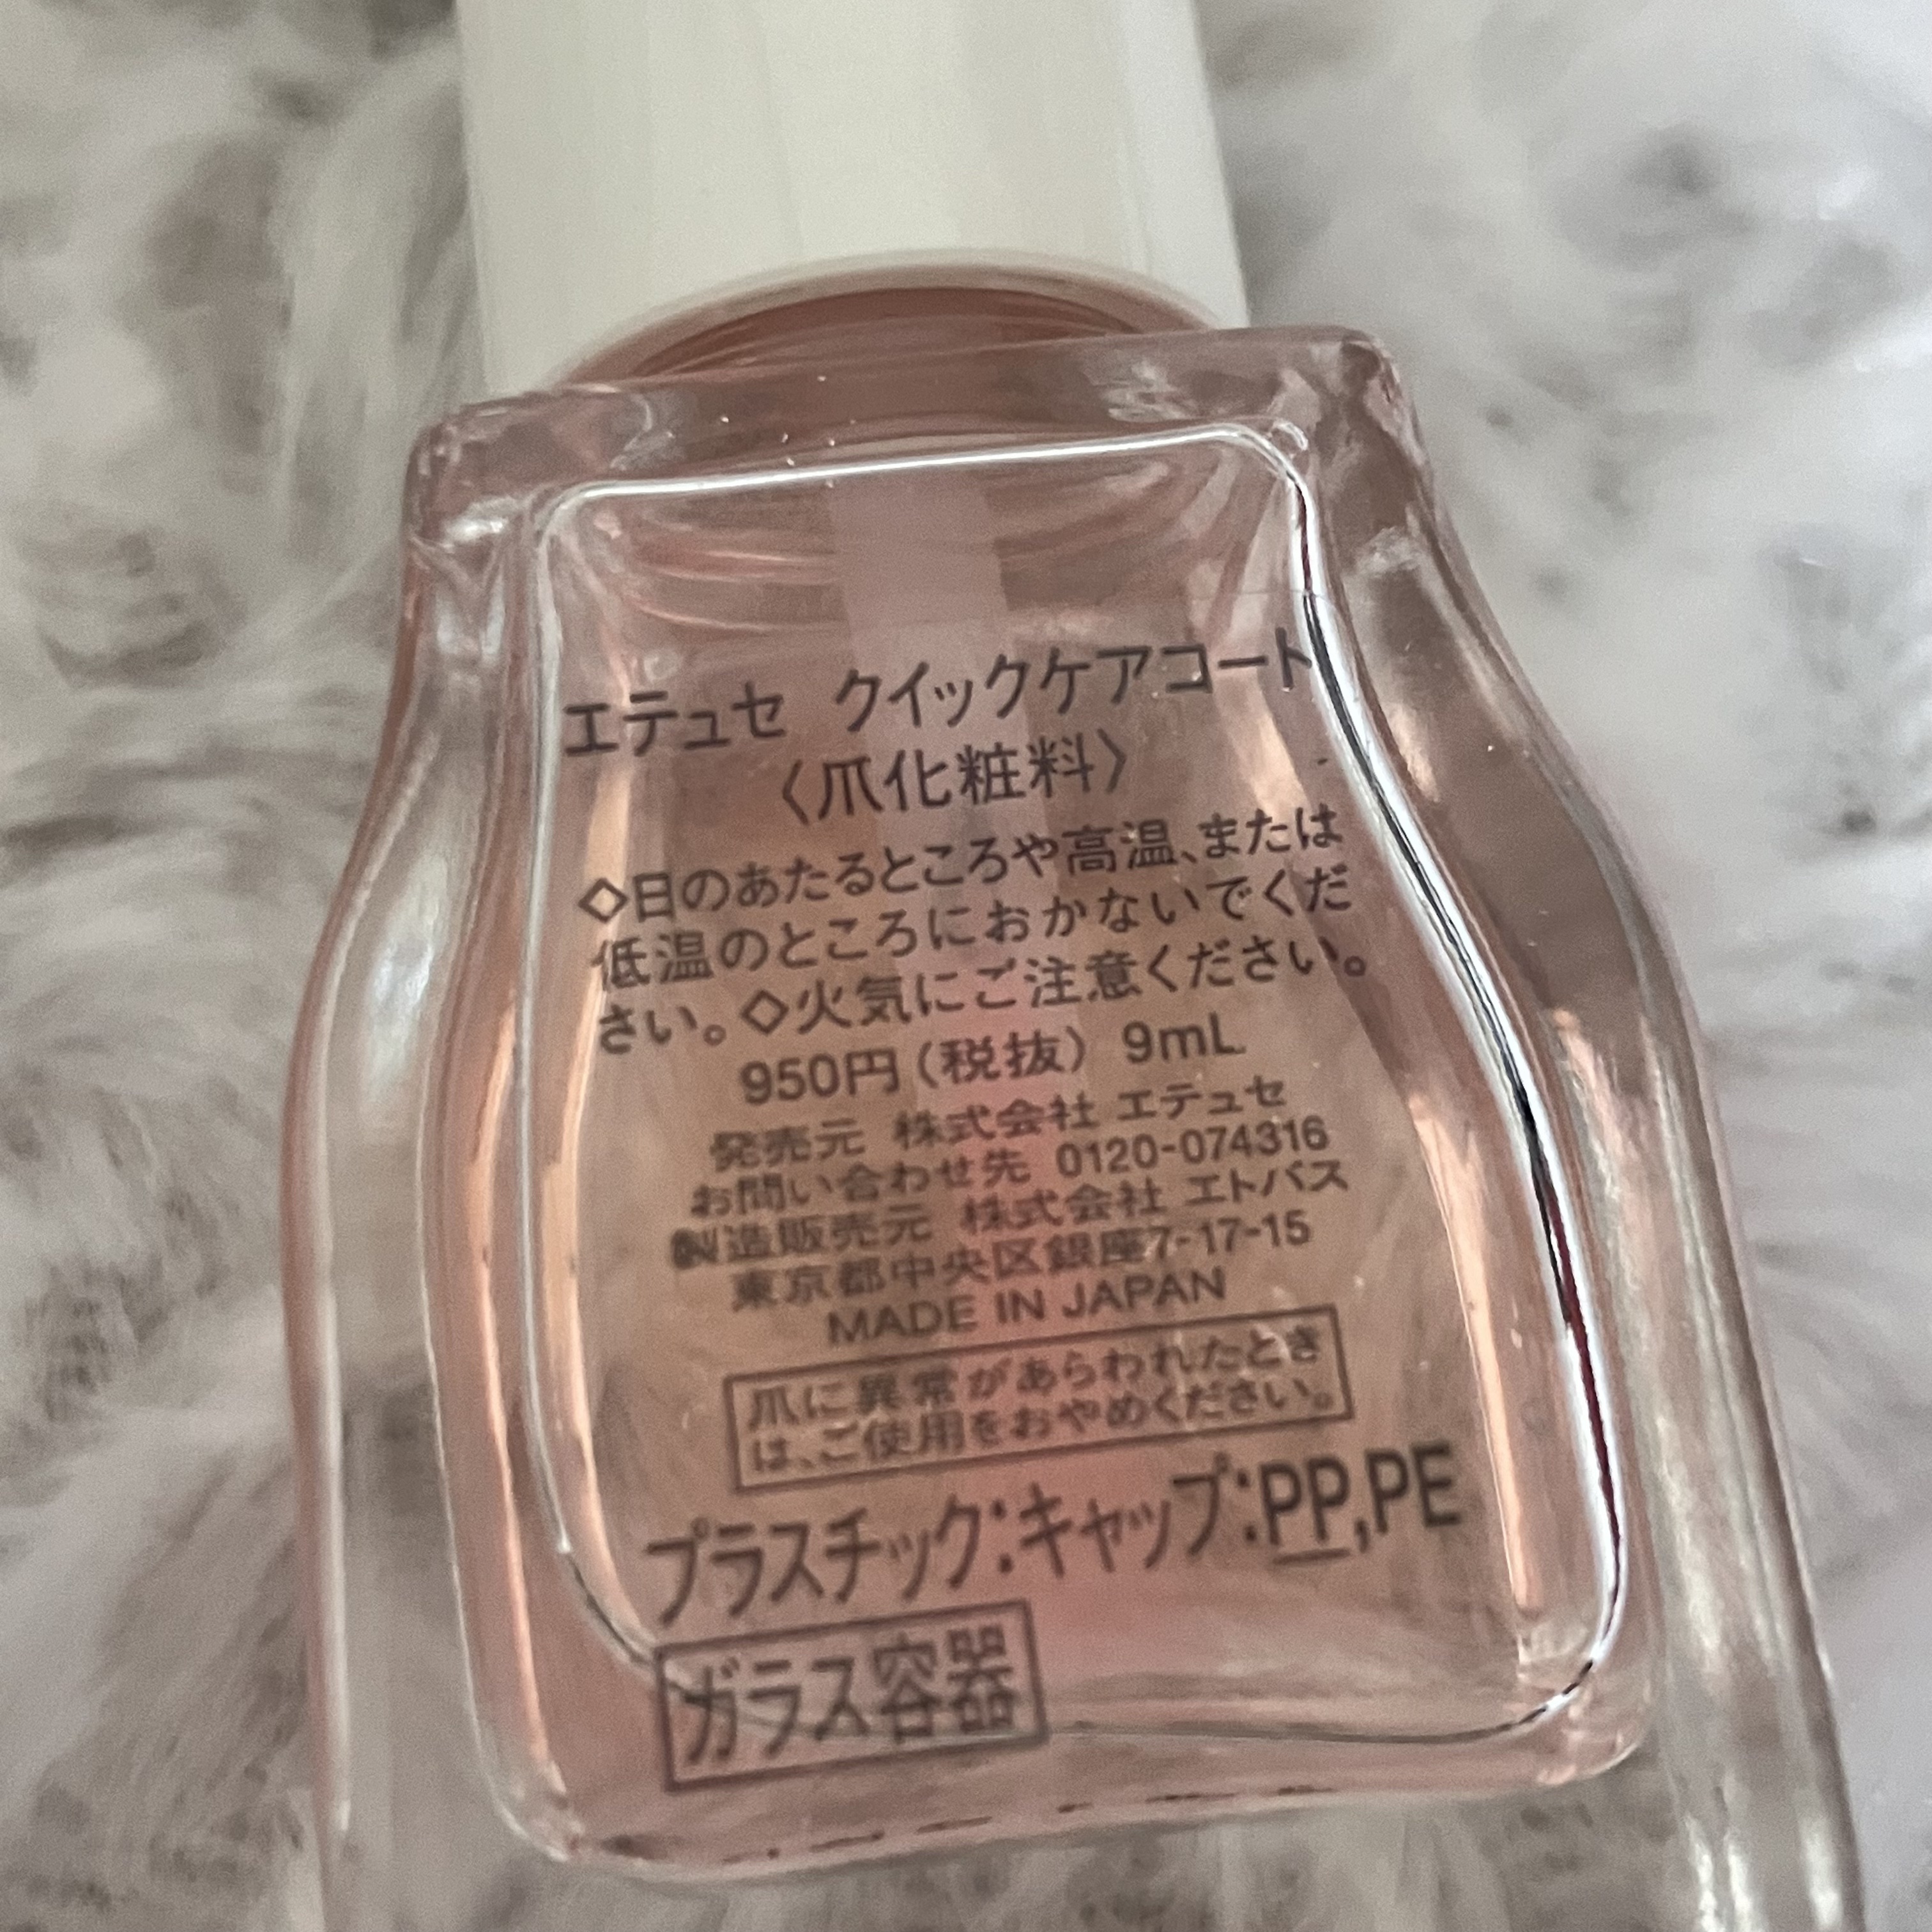 エテュセ クイックケアコート
〈爪化粧料〉
◇日のあたるところや高温、または
低温のところにおかないでくだ
さい。◇火気にご注意ください。
950円(税抜) 9mL
発売元 株式会社 エテュセ
お問い合わせ先 0120-074316
製造販売元 株式会社 エトバス
東京都中央区銀座7-17-15
MADE IN JAPAN
爪に異常があらわれたとき
は、ご使用をおやめください。
プラスチック:キャップ:PP,PE
ガラス容器